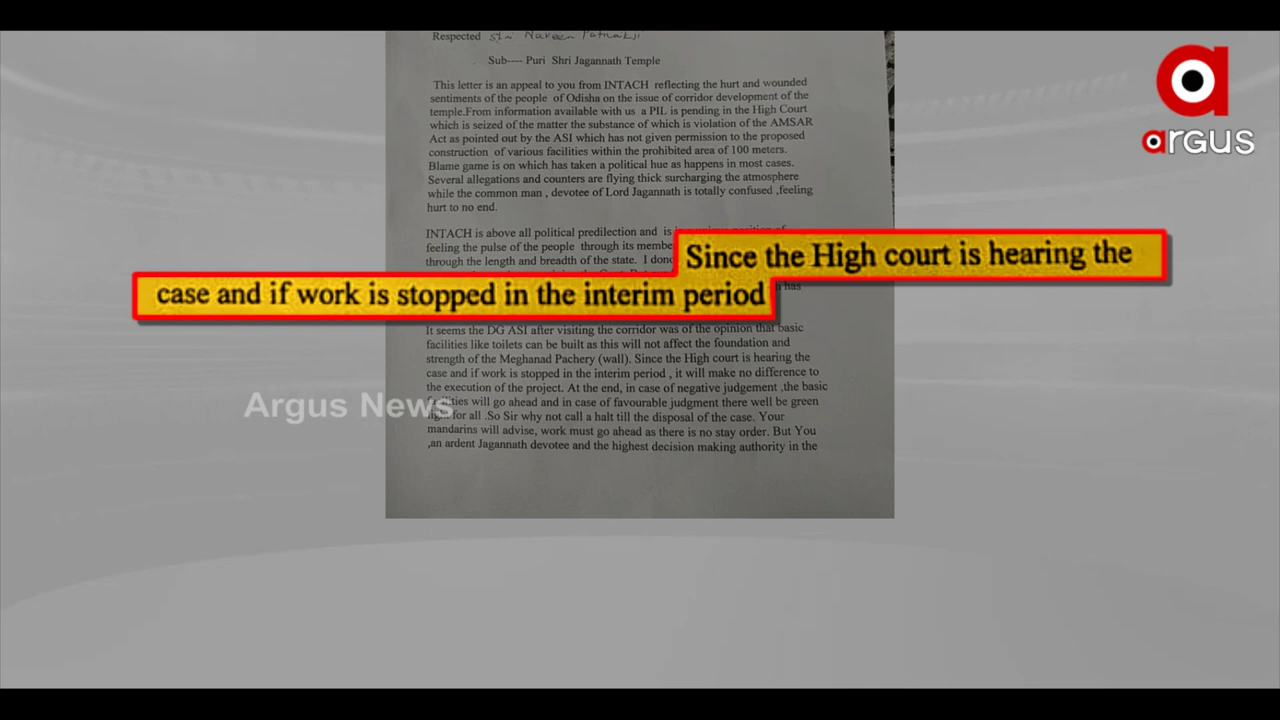 Respected Sri Naveen Patnaikji
Sub---- Puri Shri Jagannath Temple
This letter is an appeal to you from INTACH reflecting the hurt and wounded
sentiments of the people of Odisha on the issue of corridor development of the
temple.From information available with us a PIL is pending in the High Court
which is seized of the matter the substance of which is violation of the AMSAR
Act as pointed out by the ASI which has not given permission to the proposed
construction of various facilities within the prohibited area of 100 meters.
Blame game is on which has taken a political hue as happens in most cases.
Several allegations and counters are flying thick surcharging the atmosphere
while the common man , devotee of Lord Jagannath is totally confused ,feeling
hurt to no end.
INTACH is above all political predilection and is
feeling the pulse of the people through its
through the length and breadth of the state. I
has
Since the High court is hearing the
case and if work is stopped in the interim period
It seems the DG ASI after visiting the corridor was of the opinion that basic
facilities like toilets can be built as this will not affect the foundation and
strength of the Meghanad Pachery (wall). Since the High court is hearing the
case and if work is stopped in the interim period , it will make no difference to
the execution of the project. At the end, in case of negative judgement ,the basic
facilities will go ahead and in case of favourable judgment there well be green
light for all .So Sir why not call a halt till the disposal of the case. Your
mandarins will advise, work must go ahead as there is no stay order. But You
,an ardent Jagannath devotee and the highest decision making authority in the
Argus News
argus